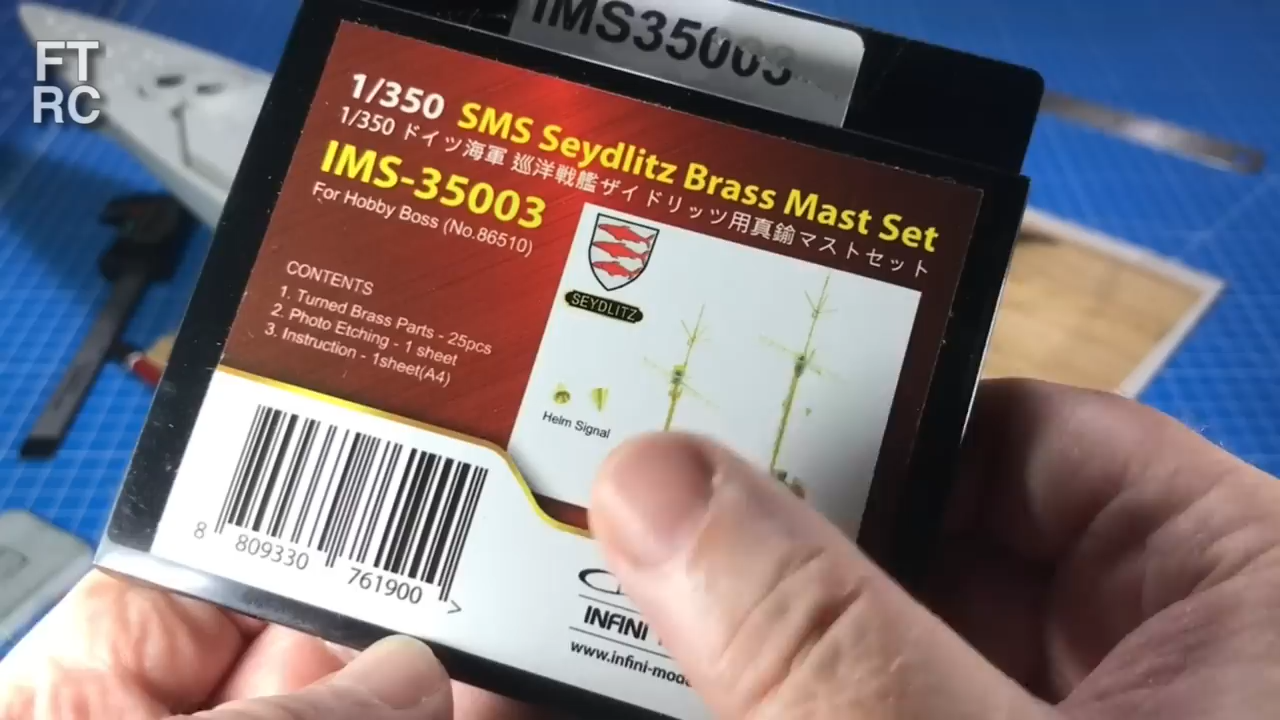 FT
RC
IMS35003
1/350 SMS Seydlitz Brass Mast Set
1/350 ドイツ海軍 巡洋戦艦ザイドリッツ用真鍮マストセット
IMS-35003
For Hobby Boss (No.86510)
SEYDLITZ
CONTENTS
1. Turned Brass Parts - 25pcs
2. Photo Etching - 1 sheet
3. Instruction - 1sheet(A4)
Helm Signal
8 809330 761900 >
INFINI
www.infini-mode